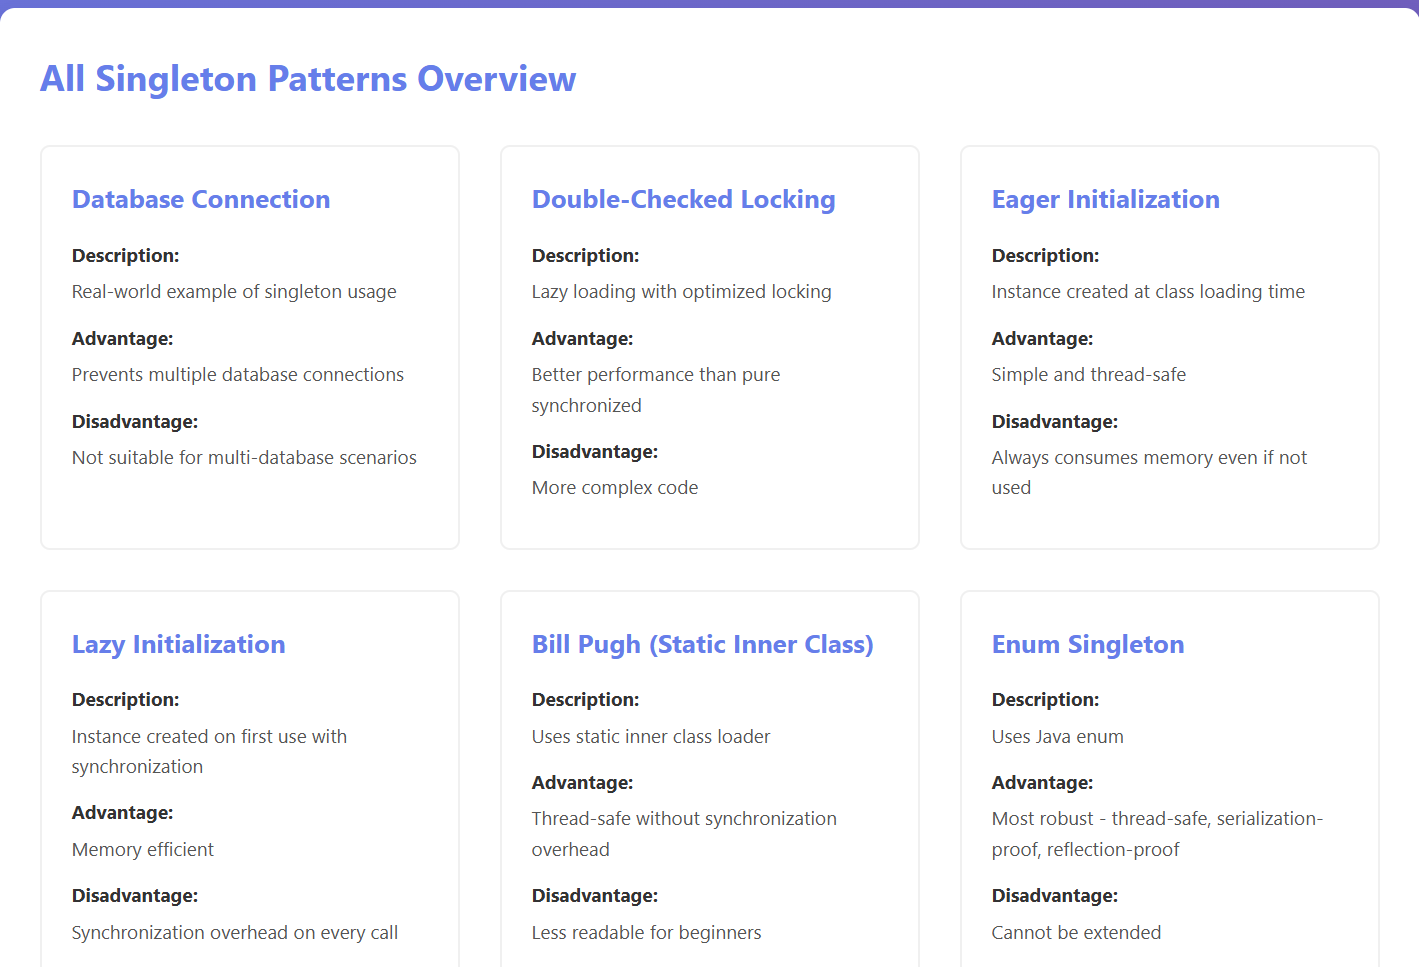 All Singleton Patterns Overview
Database Connection
Description:
Real-world example of singleton usage
Advantage:
Prevents multiple database connections
Disadvantage:
Not suitable for multi-database scenarios
Double-Checked Locking
Description:
Lazy loading with optimized locking
Advantage:
Better performance than pure
synchronized
Disadvantage:
More complex code
Eager Initialization
Description:
Instance created at class loading time
Advantage:
Simple and thread-safe
Disadvantage:
Always consumes memory even if not
used
Lazy Initialization
Description:
Instance created on first use with
synchronization
Advantage:
Memory efficient
Disadvantage:
Synchronization overhead on every call
Bill Pugh (Static Inner Class)
Description:
Uses static inner class loader
Advantage:
Thread-safe without synchronization
overhead
Disadvantage:
Less readable for beginners
Enum Singleton
Description:
Uses Java enum
Advantage:
Most robust - thread-safe, serialization-
proof, reflection-proof
Disadvantage:
Cannot be extended